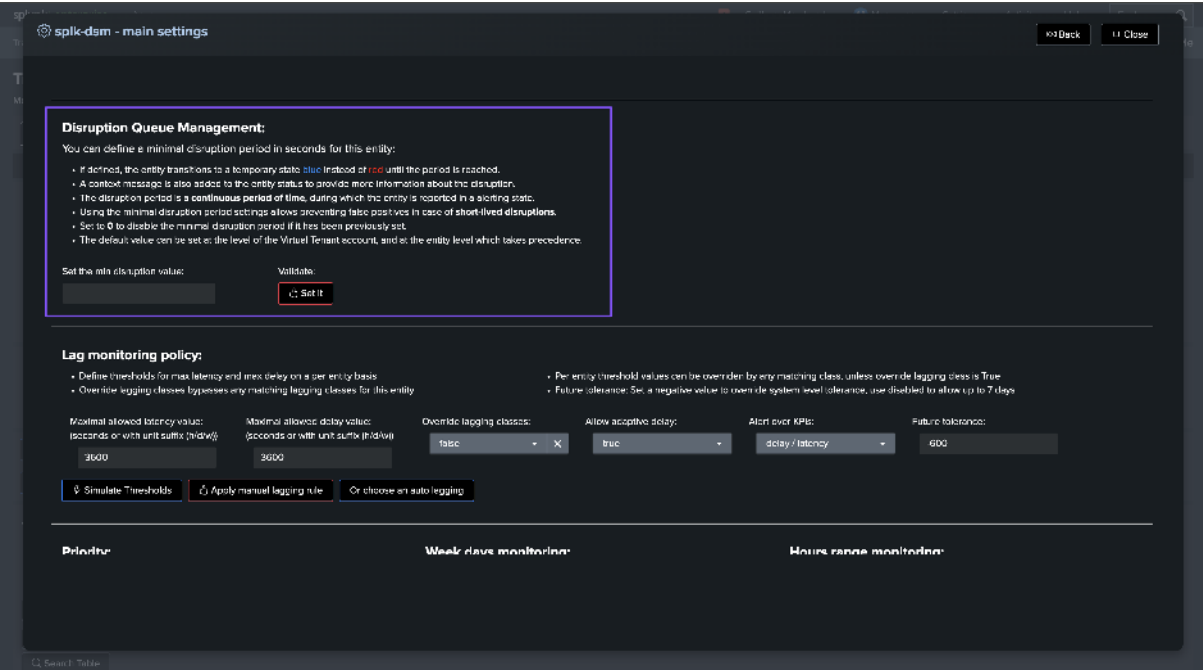 splk-dsm - main settings
Back
Close
Disruption Queue Management:
You can define a minimal disruption period in seconds for this entity:
• If defined, the entity transitions to a temporary state blue instead of red until the period is reached.
• A context message is also added to the entity status to provide more information about the disruption.
• The disruption period is a continuous period of time, during which the entity is reported in a alerting state.
• Using the minimal disruption period settings allows preventing false positives in case of short-lived disruptions.
• Set to 0 to disable the minimal disruption period if it has been previously set.
• The default value can be set at the level of the Virtual Tenant account, and at the entity level which takes precedence.
Set the min disruption value:
Validate:
Set it
Lag monitoring policy:
• Define thresholds for max latency and max delay on a per entity basis
• Override lagging classes bypasses any matching lagging classes for this entity
• Per entity threshold values can be overriden by any matching class, unless override lagging class is True
• Future tolerance: Set a negative value to override system level tolerance, use disabled to allow up to 7 days
Maximal allowed latency value:
(seconds or with unit suffix (h/d/w))
3600
Maximal allowed delay value:
(seconds or with unit suffix (h/d/w))
3600
Override lagging classes:
false
Allow adaptive delay:
true
Alert over KPIs:
delay / latency
Future tolerance:
-600
Simulate Thresholds
Apply manual lagging rule
Or choose an auto lagging
Priority:
Week days monitoring:
Hours range monitoring:
Search Table